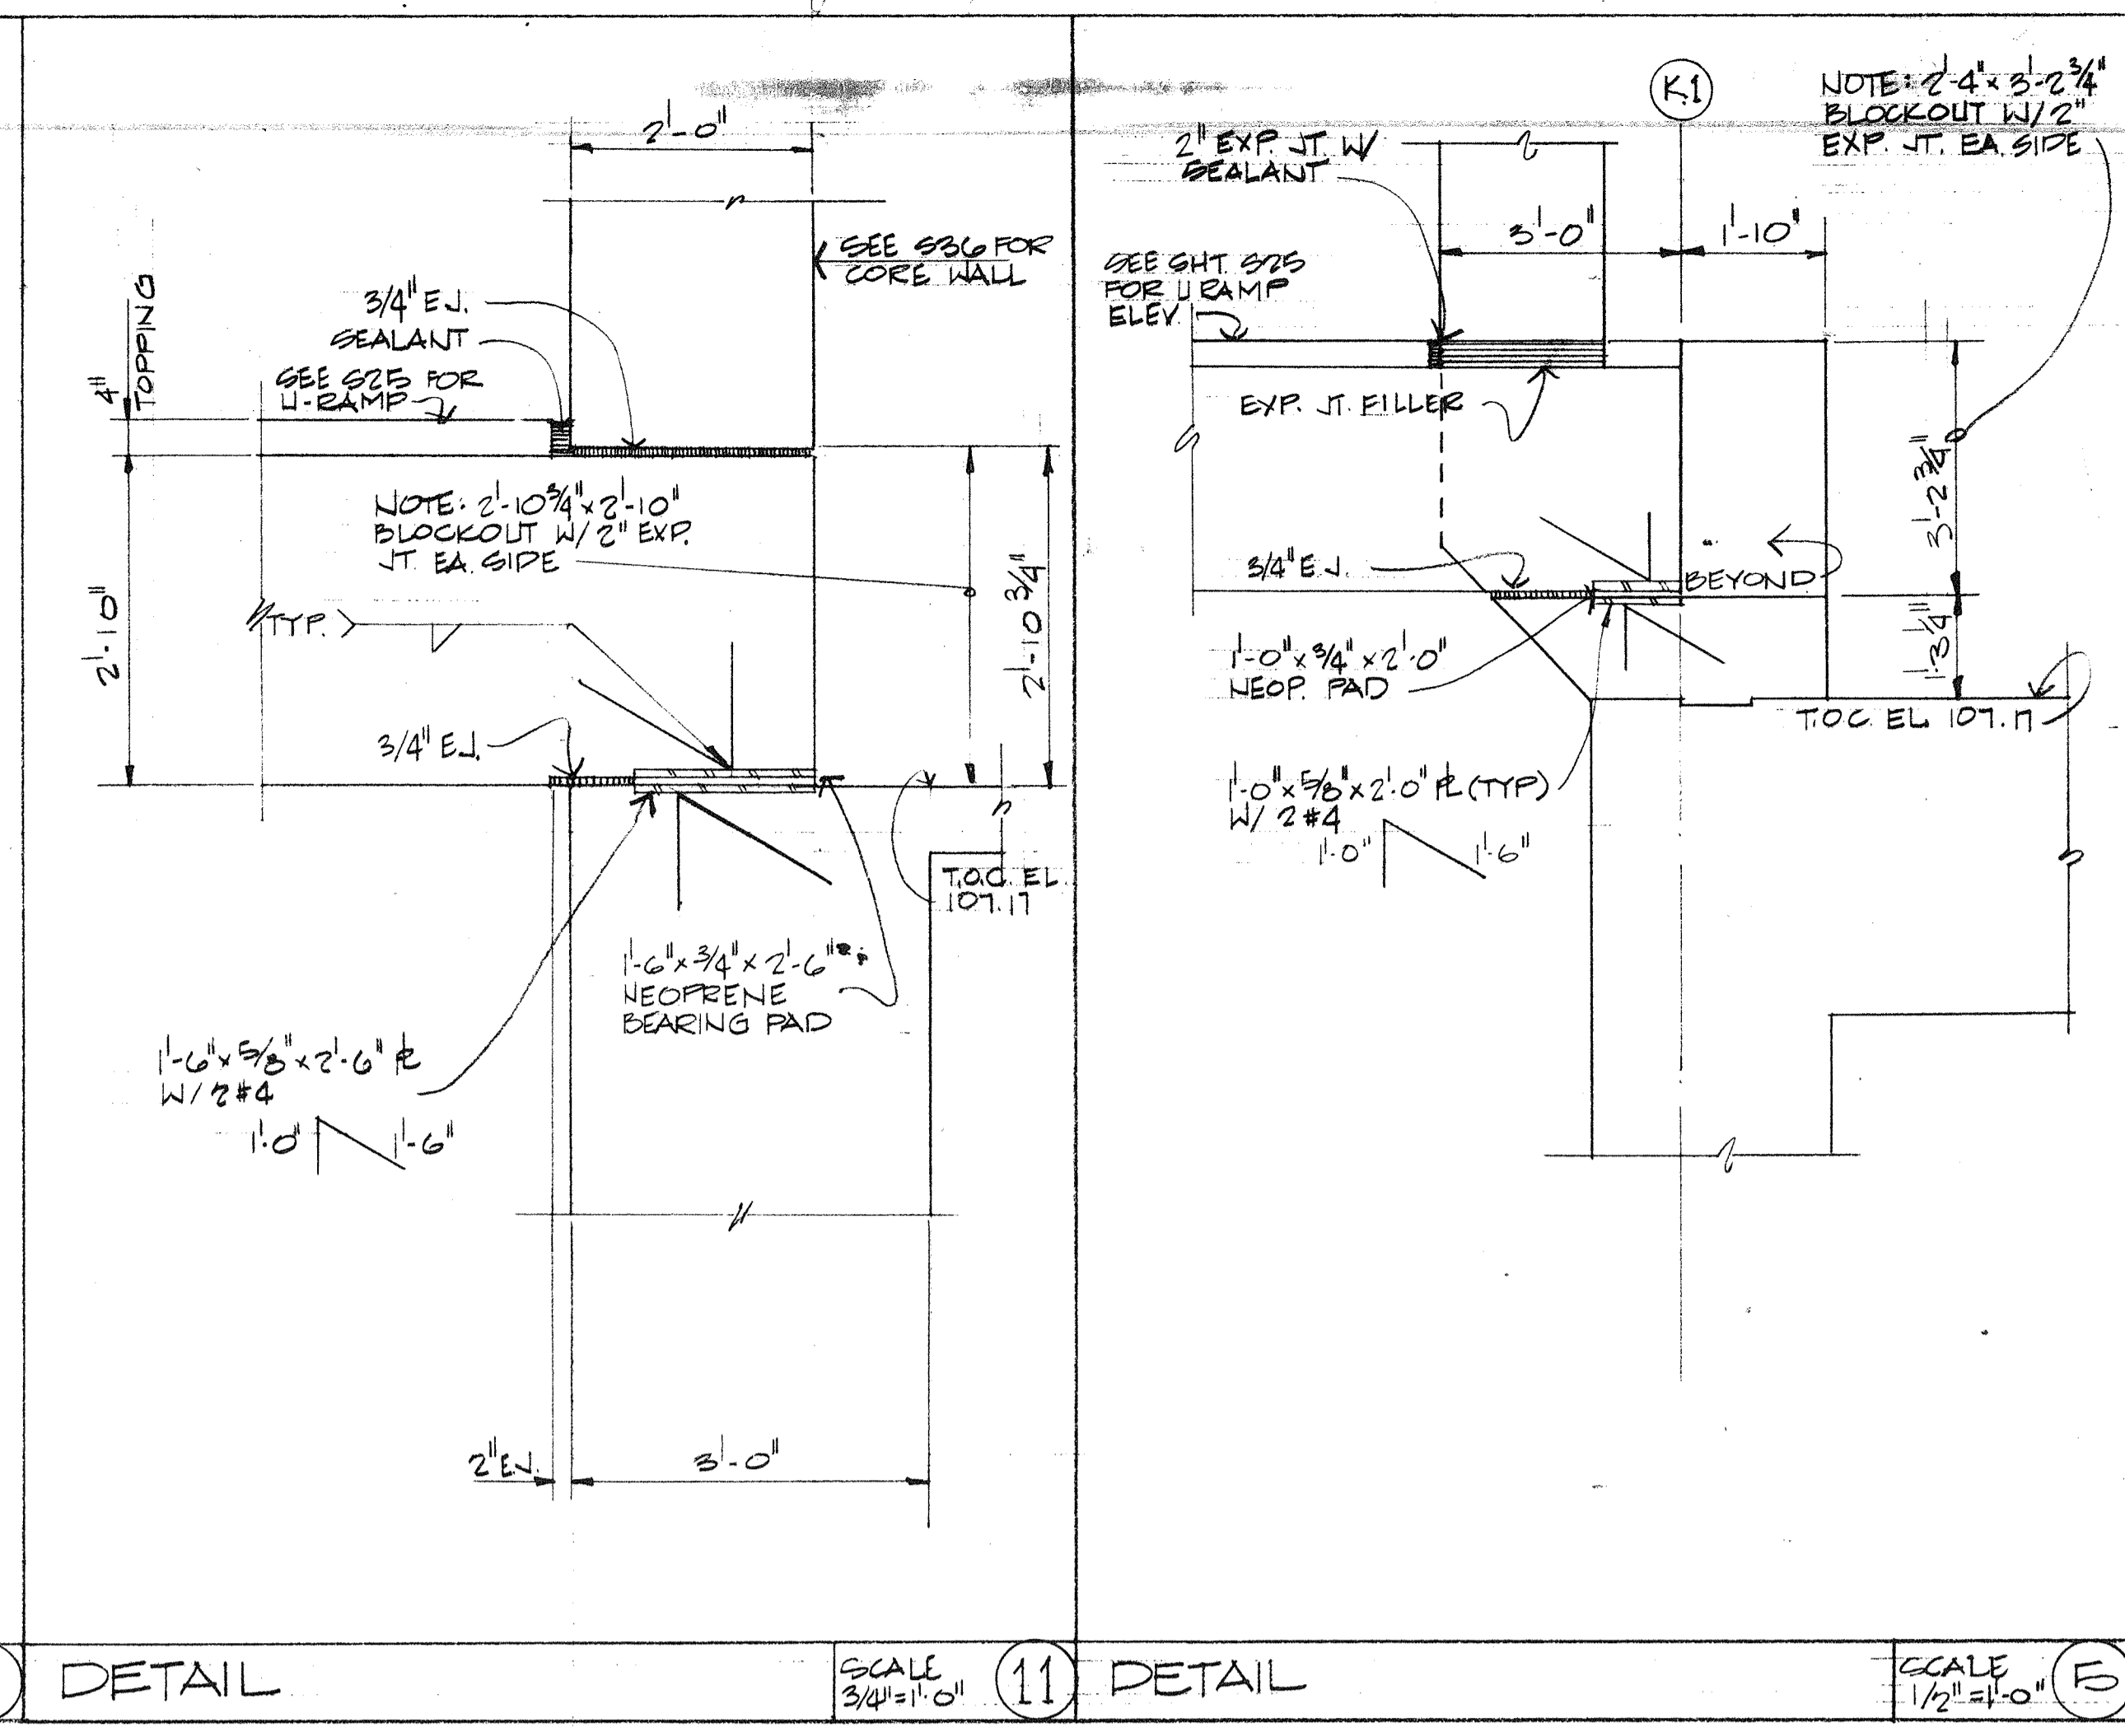 2'-0"
SEE S36 FOR
CORE WALL
4"
TOPPING
3/4" E.J.
SEALANT
SEE S25 FOR
U-RAMP
NOTE: 2'-10 3/4" x 2'-10"
BLOCKOUT W/ 2" EXP.
JT. EA. SIDE
2'-10"
2'-10 3/4"
TYP.
3/4" E.J.
T.O.C. EL.
107.17
1'-6" x 3/4" x 2'-6"
NEOPRENE
BEARING PAD
1'-6" x 5/8" x 2'-6" PL
W/ 2 #4
1'-0" 1'-6"
2" E.J.
3'-0"
DETAIL
SCALE
3/4" = 1'-0"
11
K.1
NOTE: 2'-4" x 3'-2 3/4"
BLOCKOUT W/ 2"
EXP. JT. EA. SIDE
2" EXP. JT. W/
SEALANT
3'-0"
1'-10"
SEE SHT. S25
FOR U RAMP
ELEV.
EXP. JT. FILLER
3'-2 3/4"
3/4" E.J.
BEYOND
1'-3 1/4"
1'-0" x 3/4" x 2'-0"
NEOP. PAD
T.O.C. EL 107.17
1'-0" x 5/8" x 2'-0" PL (TYP)
W/ 2 #4
1'-0" 1'-6"
DETAIL
SCALE
1/2" = 1'-0"
5